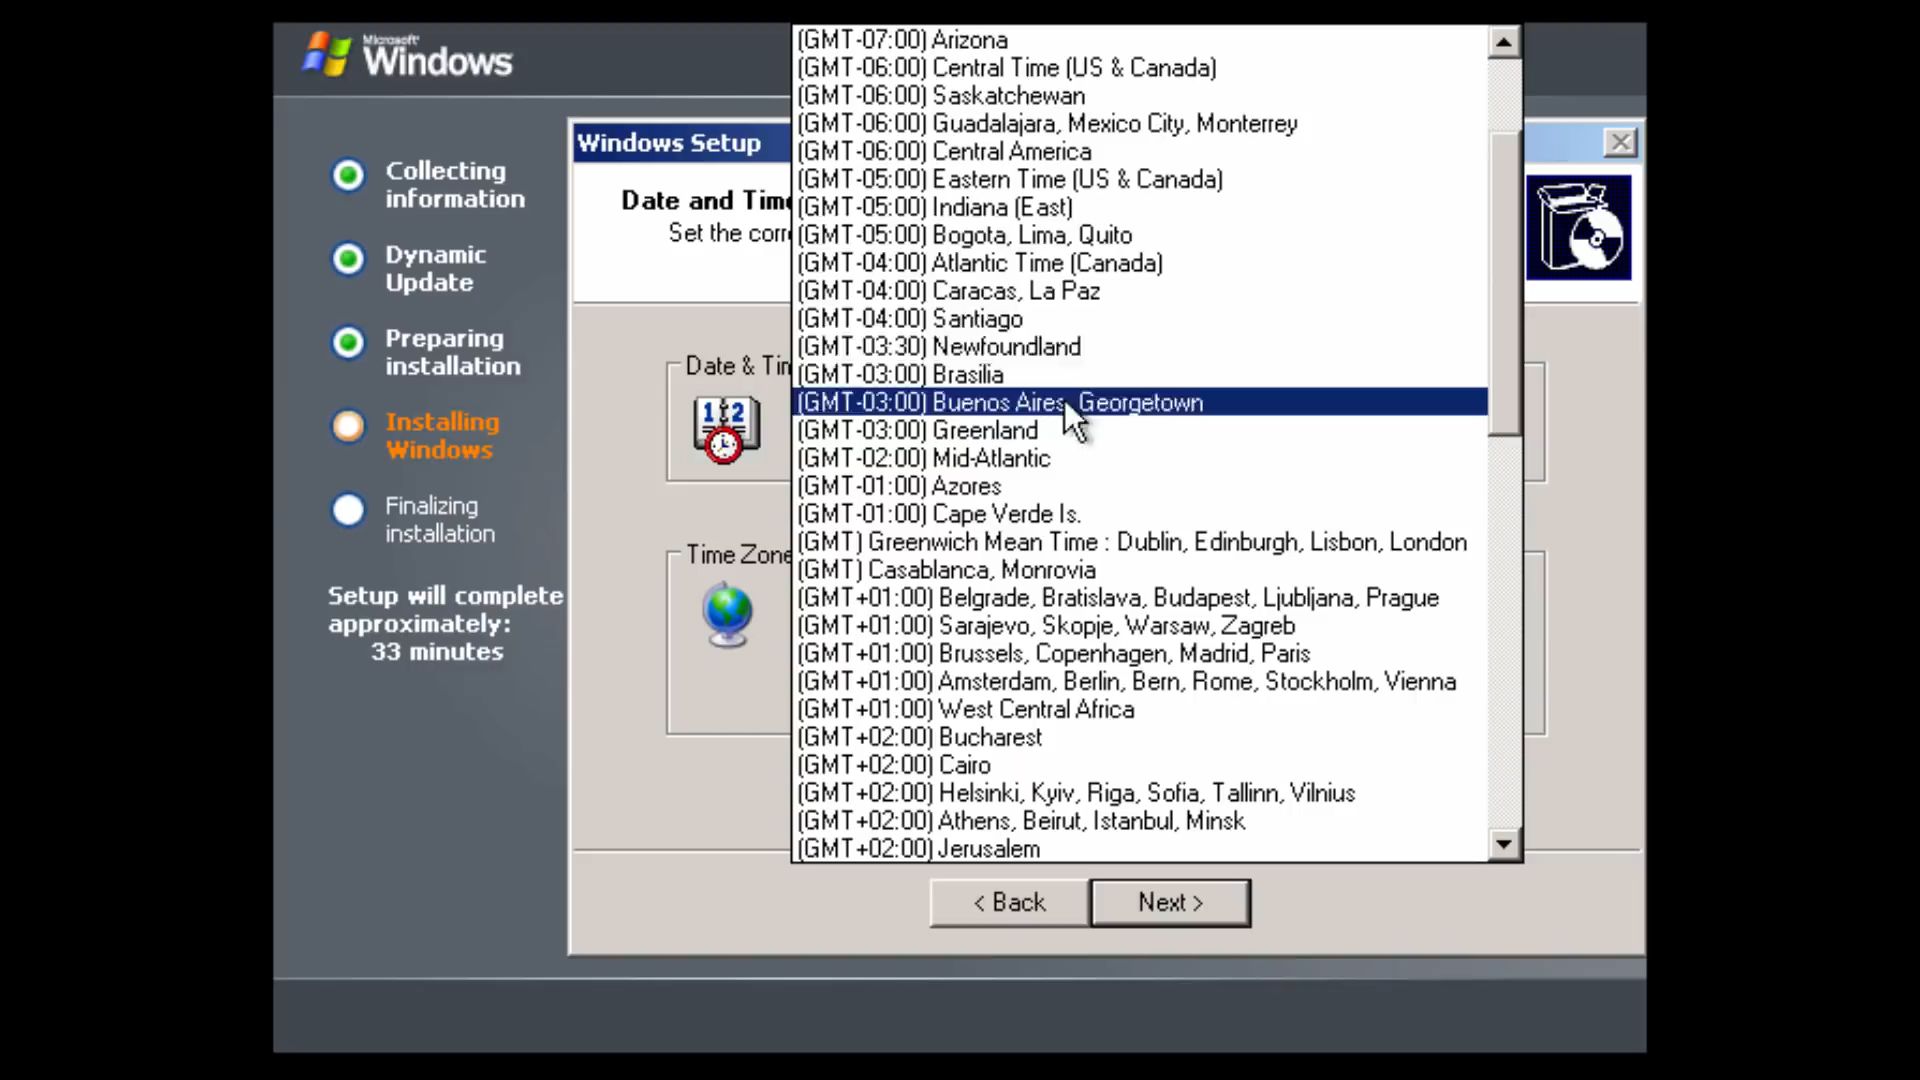 Microsoft
Windows
Collecting
information
Dynamic
Update
Preparing
installation
Installing
Windows
Finalizing
installation
Setup will complete
approximately:
33 minutes
Windows Setup
Date and Time
Set the corr
Date & Tim
12
Time Zone
(GMT-07:00) Arizona
(GMT-06:00) Central Time (US & Canada)
(GMT-06:00) Saskatchewan
(GMT-06:00) Guadalajara, Mexico City, Monterrey
(GMT-06:00) Central America
(GMT-05:00) Eastern Time (US & Canada)
(GMT-05:00) Indiana (East)
(GMT-05:00) Bogota, Lima, Quito
(GMT-04:00) Atlantic Time (Canada)
(GMT-04:00) Caracas, La Paz
(GMT-04:00) Santiago
(GMT-03:30) Newfoundland
(GMT-03:00) Brasilia
(GMT-03:00) Buenos Aires, Georgetown
(GMT-03:00) Greenland
(GMT-02:00) Mid-Atlantic
(GMT-01:00) Azores
(GMT-01:00) Cape Verde Is.
(GMT) Greenwich Mean Time : Dublin, Edinburgh, Lisbon, London
(GMT) Casablanca, Monrovia
(GMT+01:00) Belgrade, Bratislava, Budapest, Ljubljana, Prague
(GMT+01:00) Sarajevo, Skopje, Warsaw, Zagreb
(GMT+01:00) Brussels, Copenhagen, Madrid, Paris
(GMT+01:00) Amsterdam, Berlin, Bern, Rome, Stockholm, Vienna
(GMT+01:00) West Central Africa
(GMT+02:00) Bucharest
(GMT+02:00) Cairo
(GMT+02:00) Helsinki, Kyiv, Riga, Sofia, Tallinn, Vilnius
(GMT+02:00) Athens, Beirut, Istanbul, Minsk
(GMT+02:00) Jerusalem
< Back
Next >